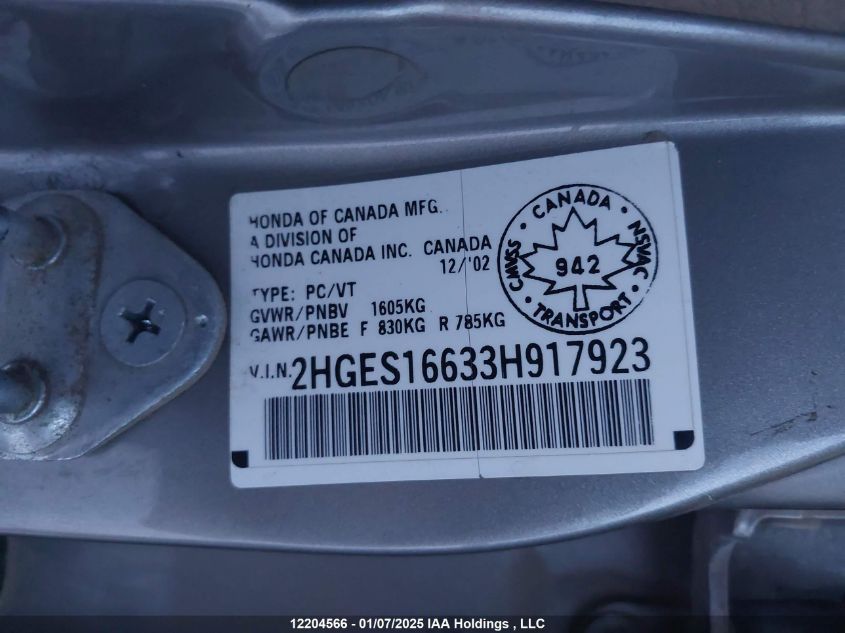 HONDA OF CANADA MFG.
A DIVISION OF
HONDA CANADA INC. CANADA
12/'02
TYPE: PC/VT
GVWR/PNBV 1605KG
GAWR/PNBE F 830KG R 785KG
V.I.N. 2HGES16633H917923
CANADA
CMVSS · NSVAC
942
TRANSPORT
12204566 - 01/07/2025 IAA Holdings , LLC